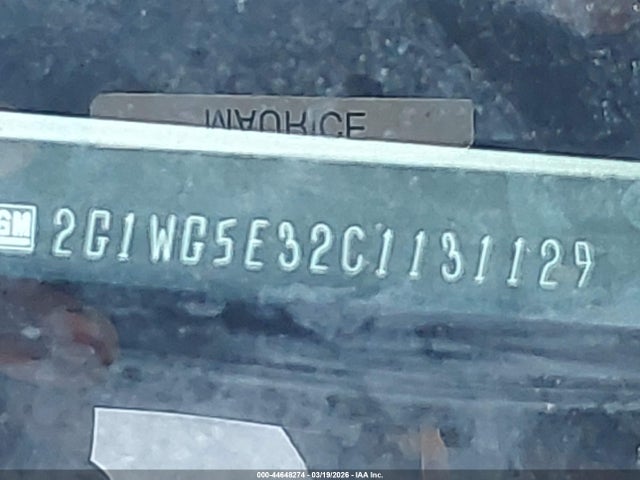 MAURICE
GM 2G1WG5E32C1131129
000-44648274 - 03/19/2026 - IAA Inc.